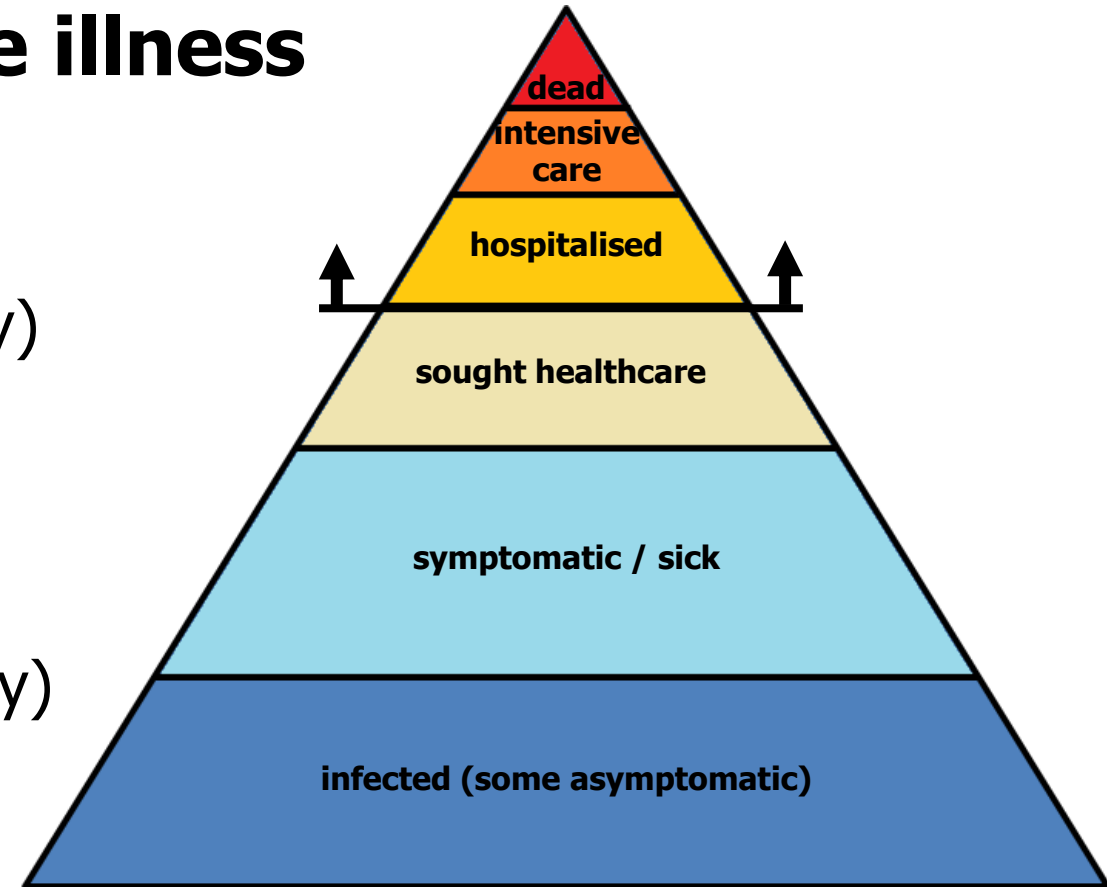 e illness
dead
intensive
care
hospitalised
y)
sought healthcare
symptomatic / sick
y)
infected (some asymptomatic)